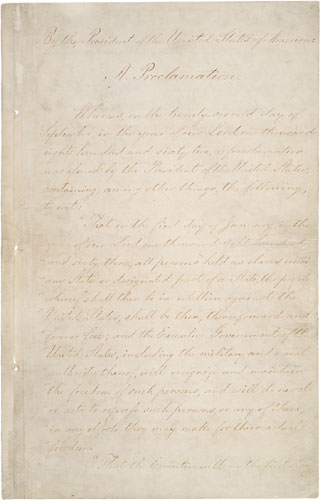 By the President of the United States of America:
A Proclamation.
Whereas, on the twenty-second day of
September, in the year of our Lord one thousand
eight hundred and sixty-two, a proclamation
was issued by the President of the United States,
containing, among other things, the following,
to wit:
"That on the first day of January, in the
year of our Lord one thousand eight hundred
and sixty-three, all persons held as slaves within
any State or designated part of a State, the people
whereof shall then be in rebellion against the
United States, shall be then, thenceforward, and
forever free; and the Executive Government of the
United States, including the military and naval
authority thereof, will recognize and maintain
the freedom of such persons, and will do no act
or acts to repress such persons, or any of them,
in any efforts they may make for their actual
freedom.
"That the Executive will, on the first day